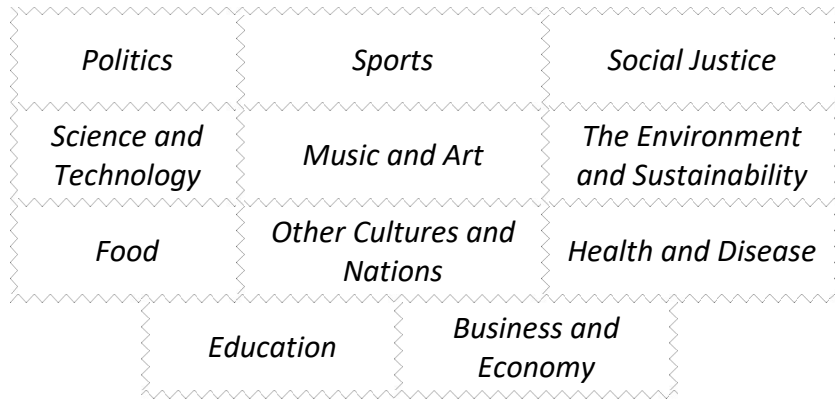 Politics
Sports
Social Justice
Science and
Technology
Music and Art
The Environment
and Sustainability
Food
Other Cultures and
Nations
Health and Disease
Education
Business and
Economy